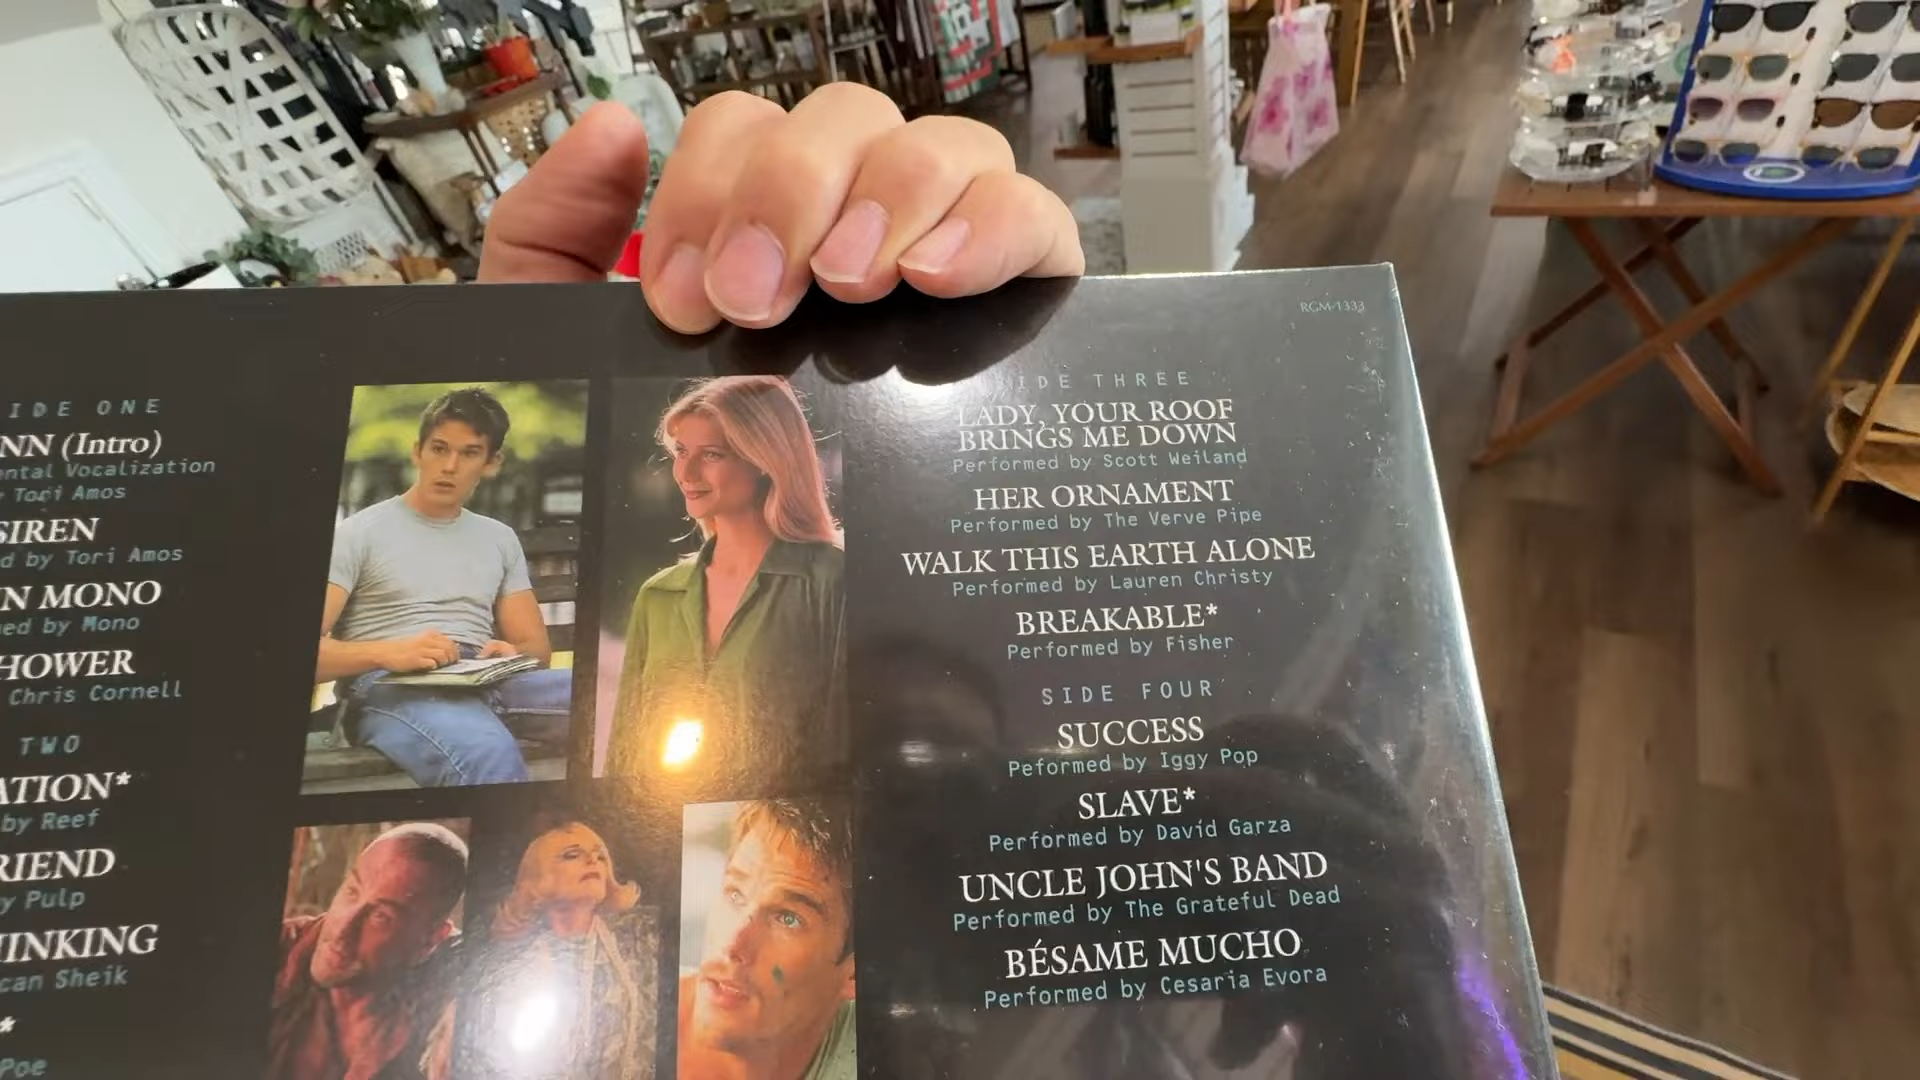 RGM-1333
IDE ONE
NN (Intro)
ental Vocalization
Tori Amos
SIREN
d by Tori Amos
N MONO
ed by Mono
HOWER
Chris Cornell
TWO
ATION*
by Reef
RIEND
y Pulp
HINKING
can Sheik
*
Poe
SIDE THREE
LADY, YOUR ROOF
BRINGS ME DOWN
Performed by Scott Weiland
HER ORNAMENT
Performed by The Verve Pipe
WALK THIS EARTH ALONE
Performed by Lauren Christy
BREAKABLE*
Performed by Fisher
SIDE FOUR
SUCCESS
Peformed by Iggy Pop
SLAVE*
Performed by David Garza
UNCLE JOHN'S BAND
Performed by The Grateful Dead
BÉSAME MUCHO
Performed by Cesaria Evora